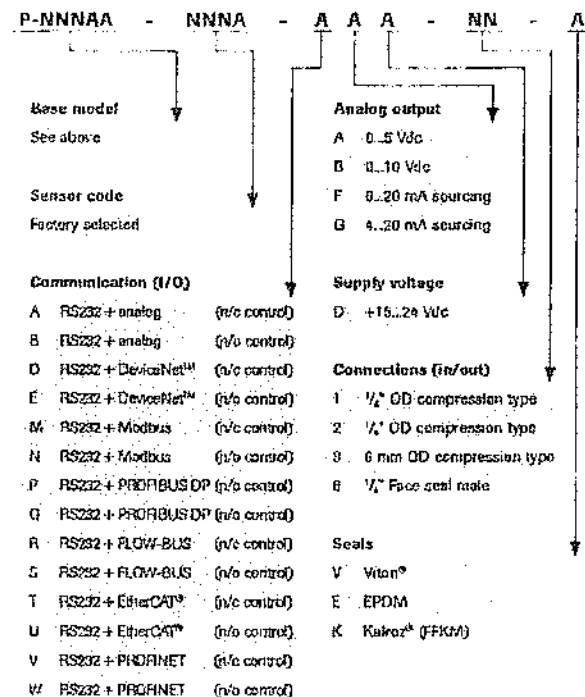 P-NNNAA - NNNA - A A A - NN - A
Base model
See above
Sensor code
Factory selected
Communication (I/O)
A RS232 + analog (n/c control)
B RS232 + analog (n/o control)
D RS232 + DeviceNet™ (n/c control)
E RS232 + DeviceNet™ (n/o control)
M RS232 + Modbus (n/c control)
N RS232 + Modbus (n/o control)
P RS232 + PROFIBUS DP (n/c control)
Q RS232 + PROFIBUS DP (n/o control)
R RS232 + FLOW-BUS (n/c control)
S RS232 + FLOW-BUS (n/o control)
T RS232 + EtherCAT® (n/c control)
U RS232 + EtherCAT® (n/o control)
V RS232 + PROFINET (n/c control)
W RS232 + PROFINET (n/o control)
Analog output
A 0...5 Vdc
B 0...10 Vdc
F 0...20 mA sourcing
G 4...20 mA sourcing
Supply voltage
D +15...24 Vdc
Connections (in/out)
1 OD compression type
2 ¼" OD compression type
3 6 mm OD compression type
8 ¼" Face seal male
Seals
V Viton®
E EPDM
K Kalrez® (FFKM)